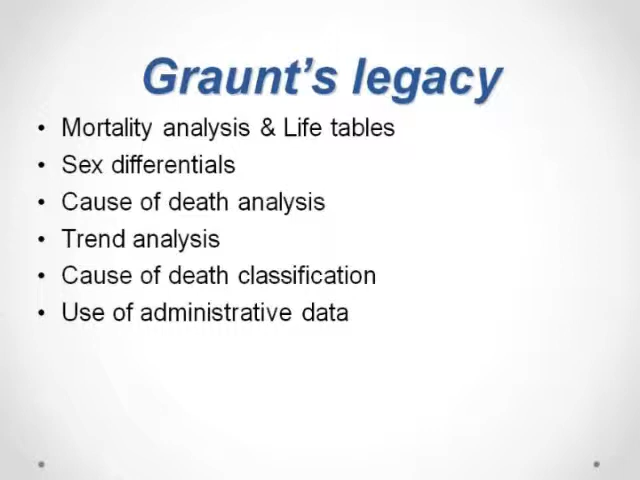 Graunt's legacy
• Mortality analysis & Life tables
• Sex differentials
• Cause of death analysis
• Trend analysis
• Cause of death classification
• Use of administrative data